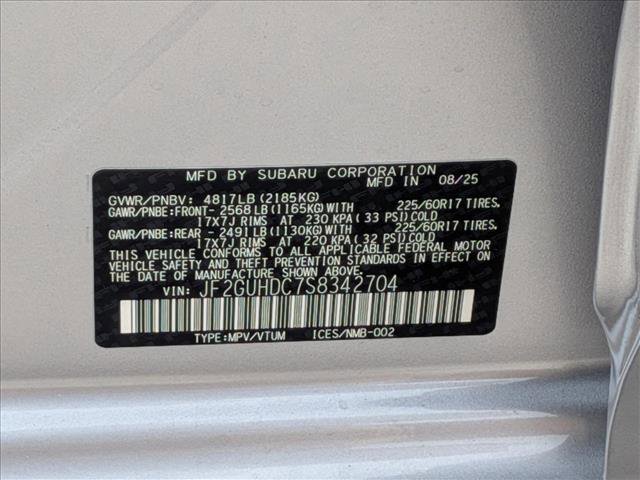 MFD BY SUBARU CORPORATION
MFD IN 08/25
GVWR/PNBV: 4817LB (2185KG)
GAWR/PNBE:FRONT- 2568LB (1165KG)WITH 225/60R17 TIRES.
17X7J RIMS AT 230 KPA (33 PSI)COLD
GAWR/PNBE:REAR - 2491LB (1130KG)WITH 225/60R17 TIRES.
17X7J RIMS AT 220 KPA (32 PSI)COLD
THIS VEHICLE CONFORMS TO ALL APPLICABLE FEDERAL MOTOR
VEHICLE SAFETY AND THEFT PREVENTION STANDARDS IN EFFECT ON
THE DATE OF MANUFACTURE SHOWN ABOVE.
VIN: JF2GUHDC7S8342704
TYPE:MPV/VTUM ICES/NMB-002